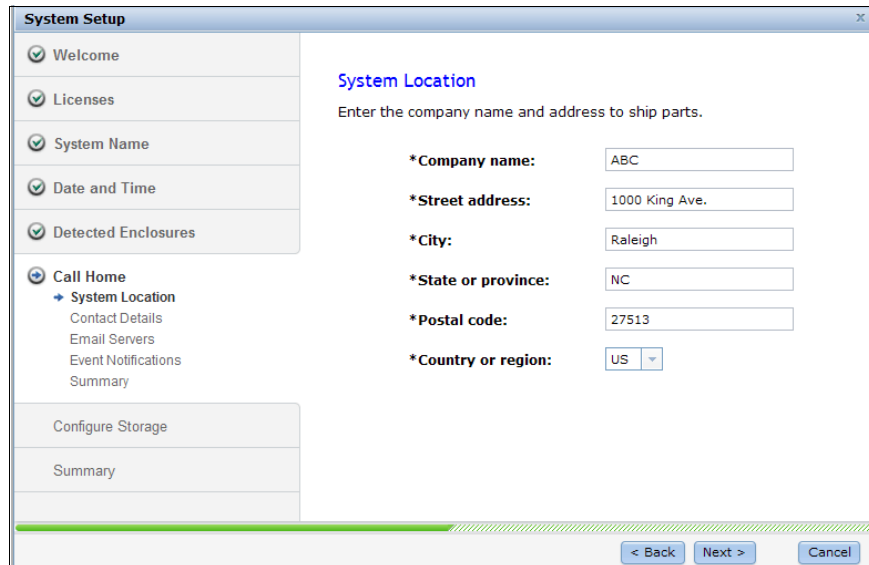 System Setup x
Welcome
Licenses
System Name
Date and Time
Detected Enclosures
Call Home
System Location
Contact Details
Email Servers
Event Notifications
Summary
Configure Storage
Summary
System Location
Enter the company name and address to ship parts.
*Company name: ABC
*Street address: 1000 King Ave.
*City: Raleigh
*State or province: NC
*Postal code: 27513
*Country or region: US
< Back Next > Cancel